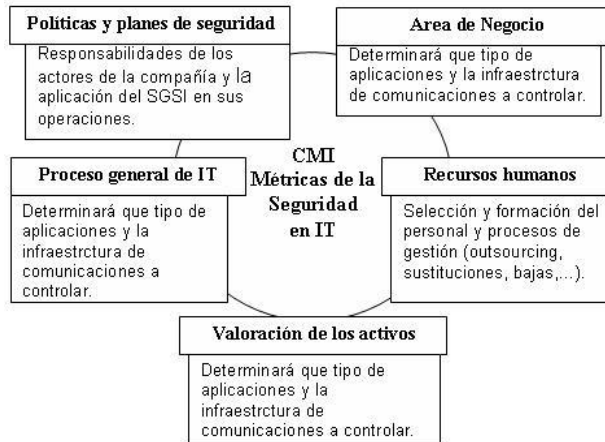 Políticas y planes de seguridad
Responsabilidades de los
actores de la compañía y la
aplicación del SGSI en sus
operaciones.
Area de Negocio
Determinará que tipo de
aplicaciones y la infraestrctura
de comunicaciones a controlar.
CMI
Métricas de la
Seguridad
en IT
Proceso general de IT
Determinará que tipo de
aplicaciones y la
infraestrctura de
comunicaciones a
controlar.
Recursos humanos
Selección y formación del
personal y procesos de
gestión (outsourcing,
sustituciones, bajas,...).
Valoración de los activos
Determinará que tipo de
aplicaciones y la
infraestrctura de
comunicaciones a controlar.